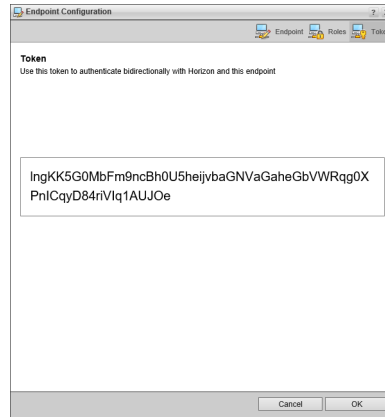 Endpoint Configuration
?
Endpoint Roles
Token
Use this token to authenticate bidirectionally with Horizon and this endpoint
IngKK5G0MbFm9ncBh0U5heijvbaGNVaGaheGbVWRqg0X
PnICqyD84riVIq1AUJOe
Cancel OK